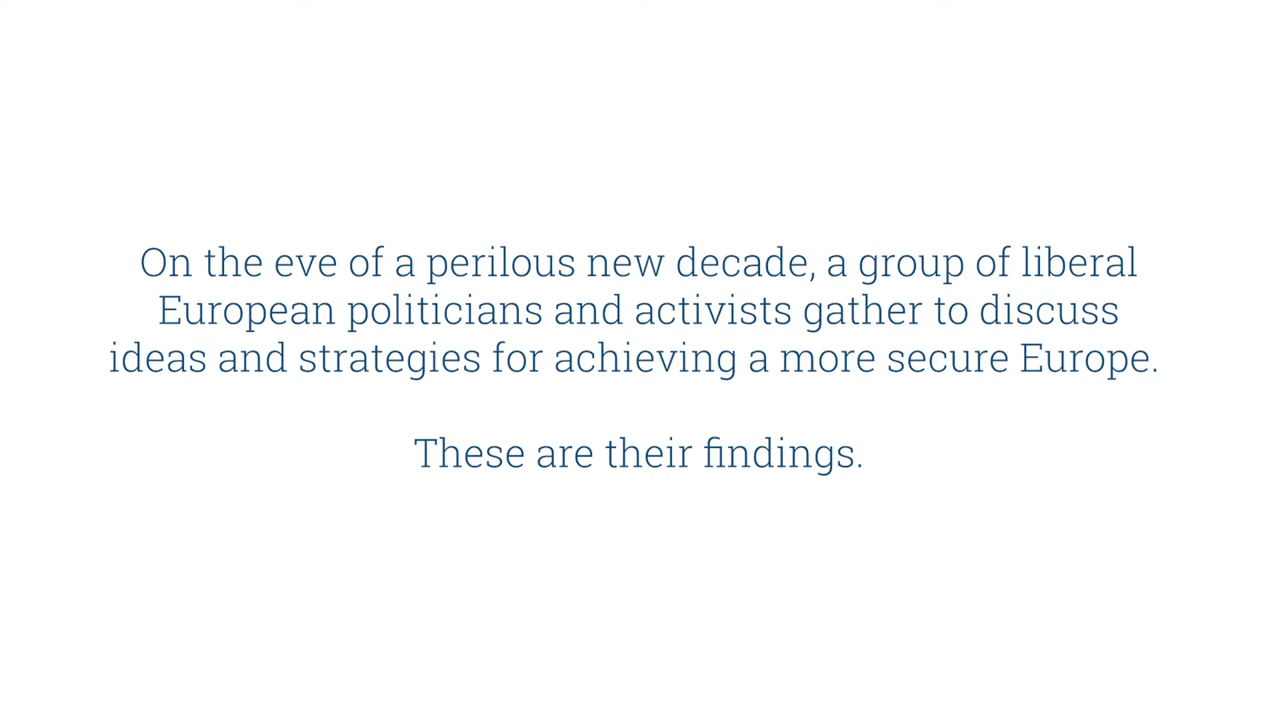 On the eve of a perilous new decade, a group of liberal
European politicians and activists gather to discuss
ideas and strategies for achieving a more secure Europe.
These are their findings.